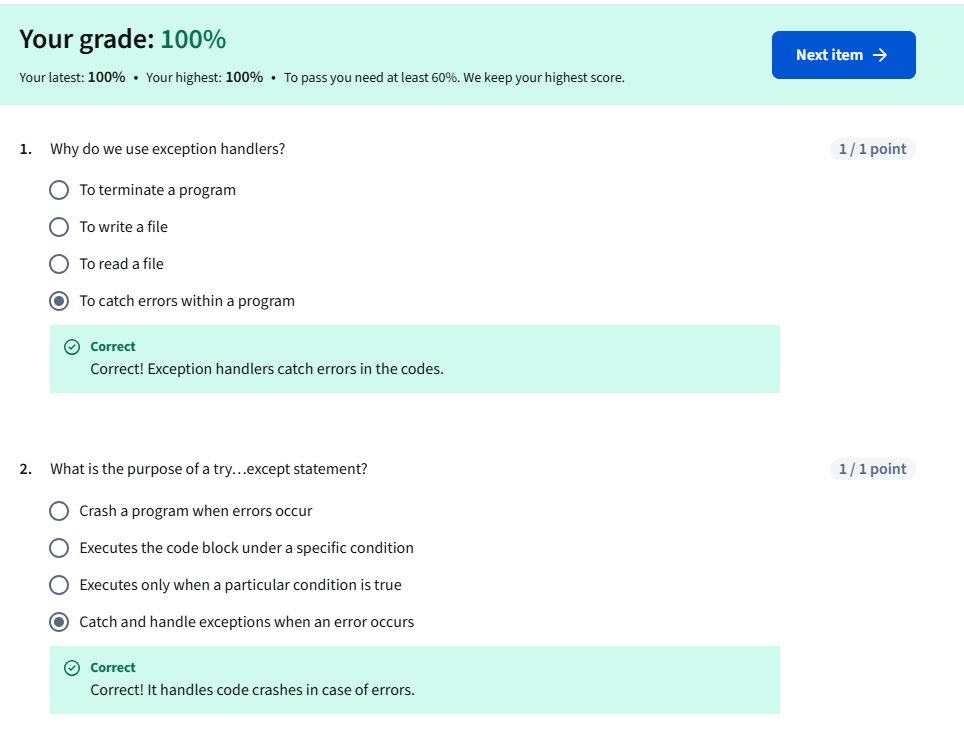 Your grade: 100%
Next item →
Your latest: 100% • Your highest: 100% • To pass you need at least 60%. We keep your highest score.
1. Why do we use exception handlers? 1 / 1 point
To terminate a program
To write a file
To read a file
To catch errors within a program
Correct
Correct! Exception handlers catch errors in the codes.
2. What is the purpose of a try…except statement? 1 / 1 point
Crash a program when errors occur
Executes the code block under a specific condition
Executes only when a particular condition is true
Catch and handle exceptions when an error occurs
Correct
Correct! It handles code crashes in case of errors.